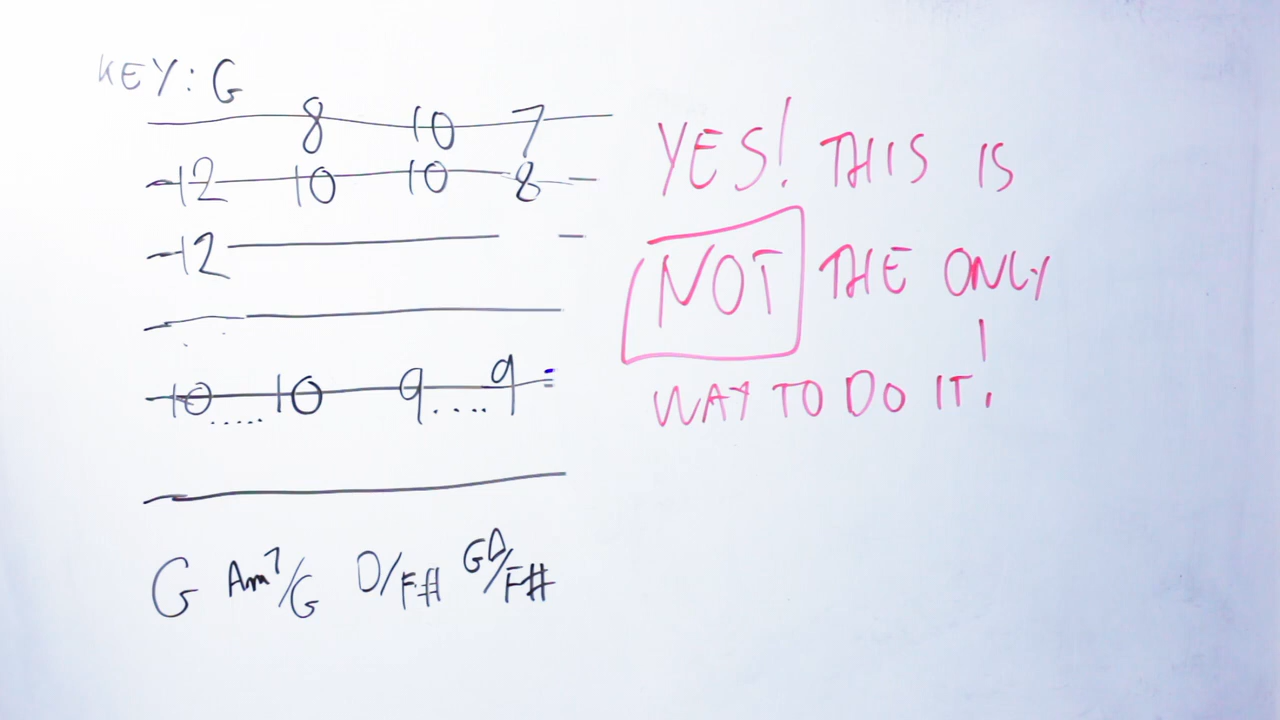 KEY: G
8 10 7
12 10 10 8
12
10 ..... 10 9 .... 9
G Am7/G D/F# GΔ/F#
YES! THIS IS
NOT THE ONLY
WAY TO DO IT!